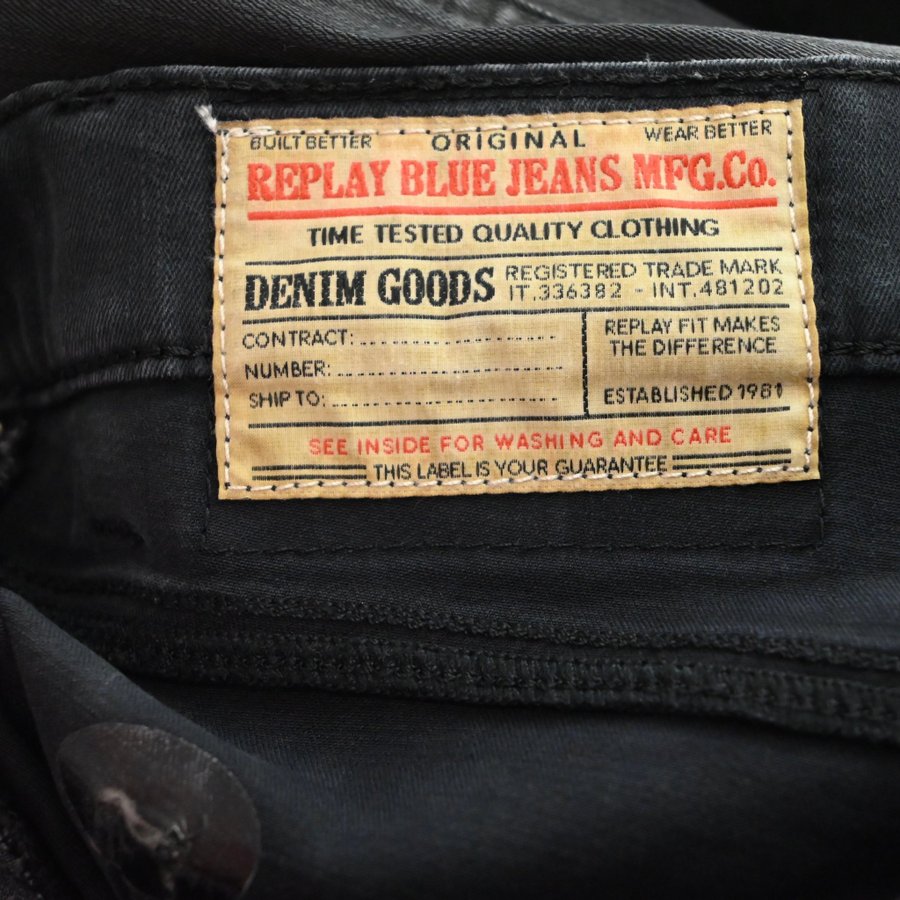 BUILT BETTER ORIGINAL WEAR BETTER
REPLAY BLUE JEANS MFG.CO.
TIME TESTED QUALITY CLOTHING
DENIM GOODS
REGISTERED TRADE MARK
IT.336382 - INT.481202
CONTRACT:
NUMBER:
SHIP TO:
REPLAY FIT MAKES
THE DIFFERENCE
ESTABLISHED 1981
SEE INSIDE FOR WASHING AND CARE
THIS LABEL IS YOUR GUARANTEE